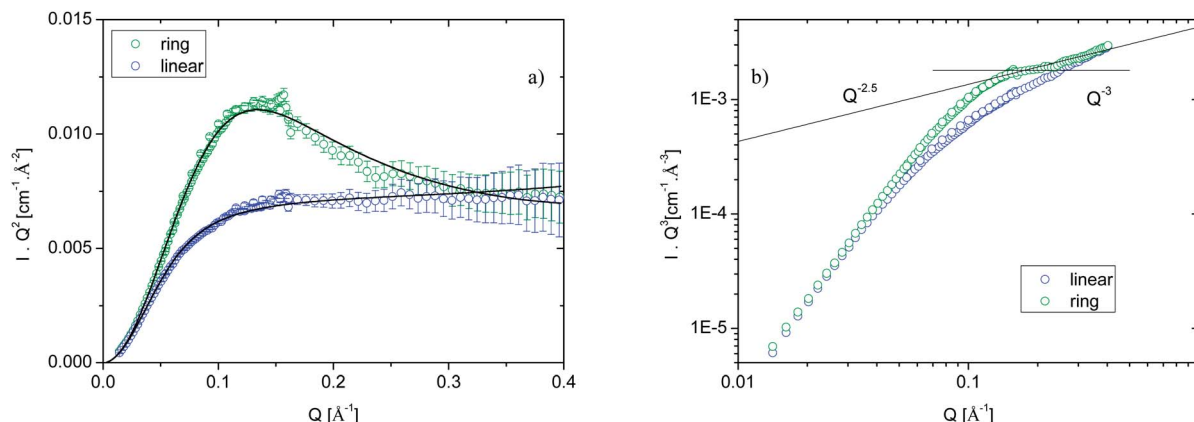 0.015
0.010
0.005
0.000
I . Q² [cm⁻¹.Å⁻²]
ring
linear
a)
0.0 0.1 0.2 0.3 0.4
Q [Å⁻¹]
1E-3
1E-4
1E-5
I . Q³[cm⁻¹.Å⁻³]
b)
Q⁻²·⁵
Q⁻³
linear
ring
0.01 0.1
Q [Å⁻¹]